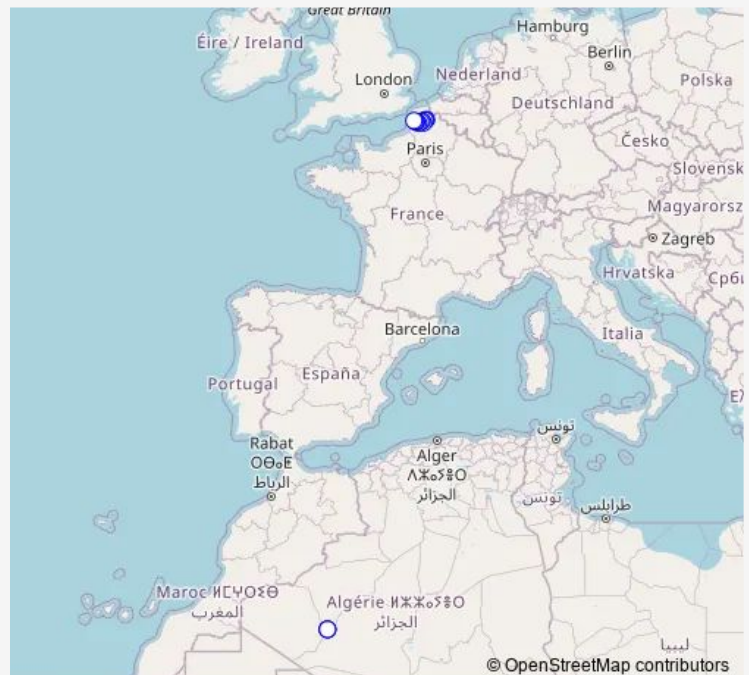 Great Britain
Hamburg
Éire / Ireland
Berlin
Nederland
London
Polska
Deutschland
Česko
Paris
Slovensk
Magyarorsz
France
Zagreb
Hrvatska
Barcelona
Italia
España
Portugal
Rabat
ⵔⴱⴰⵟ
الرباط
تونس
Alger
ⴷⵣⴰⵢⴻⵔ
الجزائر
تونس
طرابلس
Maroc ⵍⵎⵖⵔⵉⴱ
المغرب
Algérie ⵍⵣⵣⴰⵢⴻⵔ
الجزائر
ليبيا
© OpenStreetMap contributors